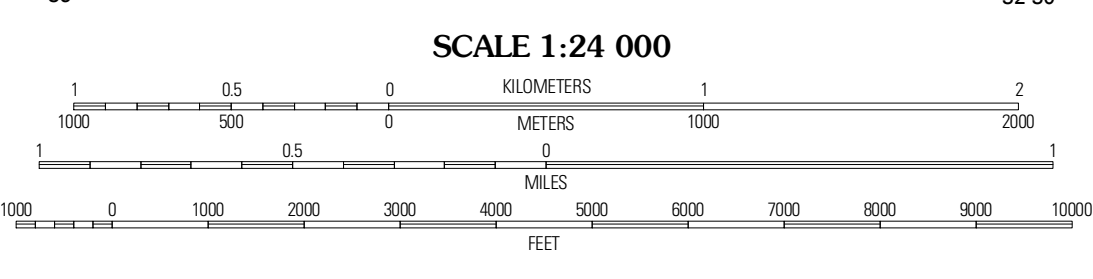 SCALE 1:24 000
1 0.5 0 KILOMETERS 1 2
1000 500 0 METERS 1000 2000
1 0.5 0 1
MILES
1000 0 1000 2000 3000 4000 5000 6000 7000 8000 9000 10000
FEET